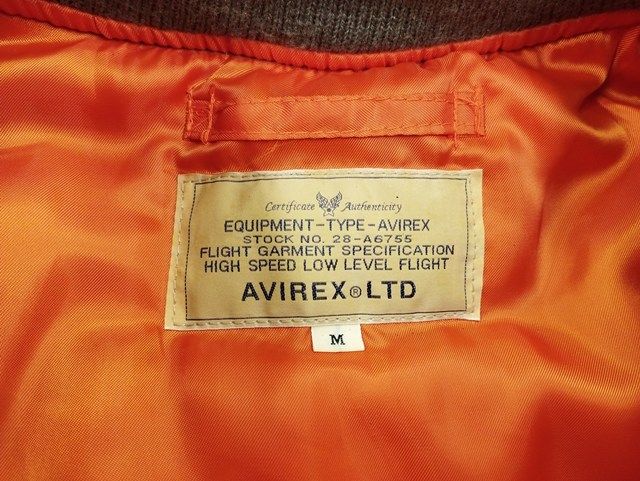 Certificate Authenticity
EQUIPMENT-TYPE-AVIREX
STOCK NO. 28-A6755
FLIGHT GARMENT SPECIFICATION
HIGH SPEED LOW LEVEL FLIGHT
AVIREX® LTD
M